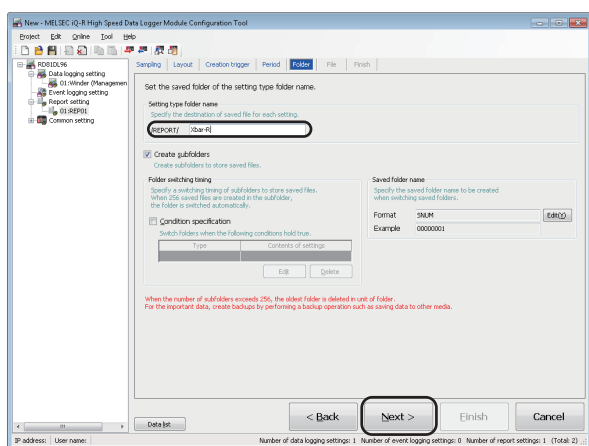 New - MELSEC iQ-R High Speed Data Logger Module Configuration Tool
Project Edit Online Tool Help
RD81DL96
Data logging setting
01:Winder (Managemen
Event logging setting
Report setting
01:REP01
Common setting
Sampling Layout Creation trigger Period Folder File Finish
Set the saved folder of the setting type folder name.
Setting type folder name
Specify the destination of saved file for each setting.
/REPORT/ Xbar-R
Create subfolders
Create subfolders to store saved files.
Folder switching timing
Specify a switching timing of subfolders to store saved files.
When 256 saved files are created in the subfolder,
the folder is switched automatically.
Condition specification
Switch folders when the following conditions hold true.
Type Contents of settings
Edit Delete
Saved folder name
Specify the saved folder name to be created
when switching saved folders.
Format SNUM Edit(Y)
Example 00000001
When the number of subfolders exceeds 256, the oldest folder is deleted in unit of folder.
For the important data, create backups by performing a backup operation such as saving data to other media.
Data list < Back Next > Finish Cancel
IP address: User name: Number of data logging settings: 1 Number of event logging settings: 0 Number of report settings: 1 (Total: 2)